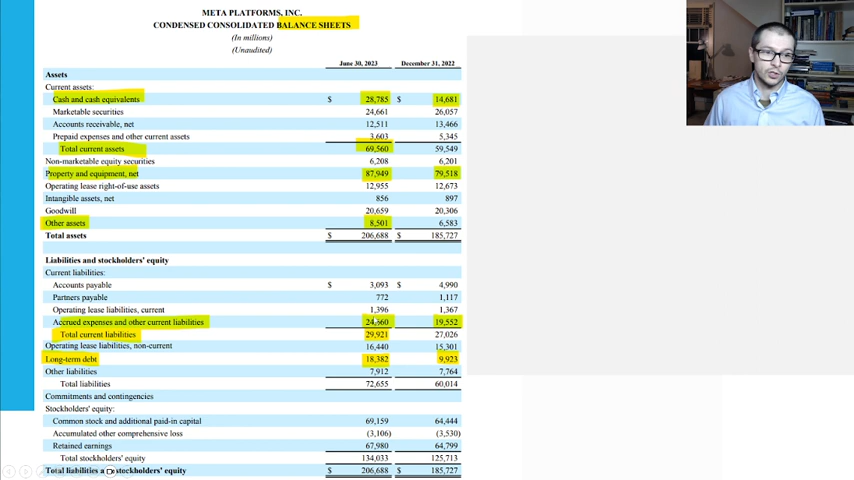 META PLATFORMS, INC.
CONDENSED CONSOLIDATED BALANCE SHEETS
(In millions)
(Unaudited)
June 30, 2023 December 31, 2022
Assets
Current assets:
Cash and cash equivalents $ 28,785 $ 14,681
Marketable securities 24,661 26,057
Accounts receivable, net 12,511 13,466
Prepaid expenses and other current assets 3,603 5,345
Total current assets 69,560 59,549
Non-marketable equity securities 6,208 6,201
Property and equipment, net 87,949 79,518
Operating lease right-of-use assets 12,955 12,673
Intangible assets, net 856 897
Goodwill 20,659 20,306
Other assets 8,501 6,583
Total assets $ 206,688 $ 185,727
Liabilities and stockholders' equity
Current liabilities:
Accounts payable $ 3,093 $ 4,990
Partners payable 772 1,117
Operating lease liabilities, current 1,396 1,367
Accrued expenses and other current liabilities 24,660 19,552
Total current liabilities 29,921 27,026
Operating lease liabilities, non-current 16,440 15,301
Long-term debt 18,382 9,923
Other liabilities 7,912 7,764
Total liabilities 72,655 60,014
Commitments and contingencies
Stockholders' equity:
Common stock and additional paid-in capital 69,159 64,444
Accumulated other comprehensive loss (3,106) (3,530)
Retained earnings 67,980 64,799
Total stockholders' equity 134,033 125,713
Total liabilities a stockholders' equity $ 206,688 $ 185,727